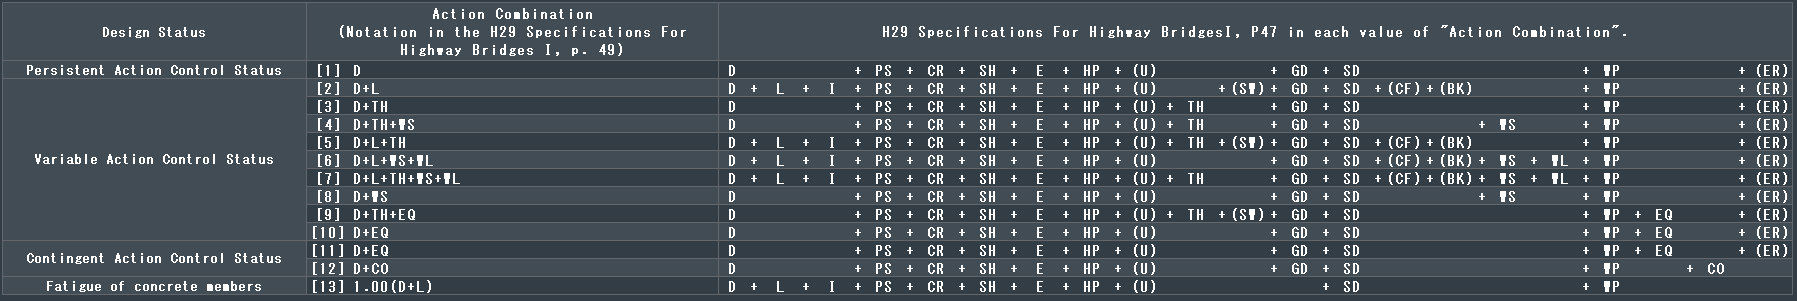 Design Status
Action Combination
(Notation in the H29 Specifications For
Highway Bridges I, p. 49)
H29 Specifications For Highway BridgesI, P47 in each value of "Action Combination".
Persistent Action Control Status [1] D D + PS + CR + SH + E + HP + (U) + GD + SD + WP + (ER)
[2] D+L D + L + I + PS + CR + SH + E + HP + (U) +(SW)+ GD + SD +(CF)+(BK) + WP + (ER)
[3] D+TH D + PS + CR + SH + E + HP + (U)+ TH + GD + SD + WP + (ER)
[4] D+TH+WS D + PS + CR + SH + E + HP + (U)+ TH + GD + SD + WS + WP + (ER)
[5] D+L+TH D + L + I + PS + CR + SH + E + HP + (U)+ TH +(SW)+ GD + SD +(CF)+(BK) + WP + (ER)
Variable Action Control Status
[6] D+L+WS+WL D + L + I + PS + CR + SH + E + HP + (U) + GD + SD +(CF)+(BK)+ WS + WL + WP + (ER)
[7] D+L+TH+WS+WL D + L + I + PS + CR + SH + E + HP + (U)+ TH + GD + SD +(CF)+(BK)+ WS + WL + WP + (ER)
[8] D+WS D + PS + CR + SH + E + HP + (U) + GD + SD + WS + WP + (ER)
[9] D+TH+EQ D + PS + CR + SH + E + HP + (U)+ TH +(SW)+ GD + SD + WP + EQ + (ER)
[10] D+EQ D + PS + CR + SH + E + HP + (U) + GD + SD + WP + EQ + (ER)
Contingent Action Control Status
[11] D+EQ D + PS + CR + SH + E + HP + (U) + GD + SD + WP + EQ + (ER)
[12] D+CO D + PS + CR + SH + E + HP + (U) + GD + SD + WP + CO
Fatigue of concrete members [13] 1.00(D+L) D + L + I + PS + CR + SH + E + HP + (U) + SD + WP